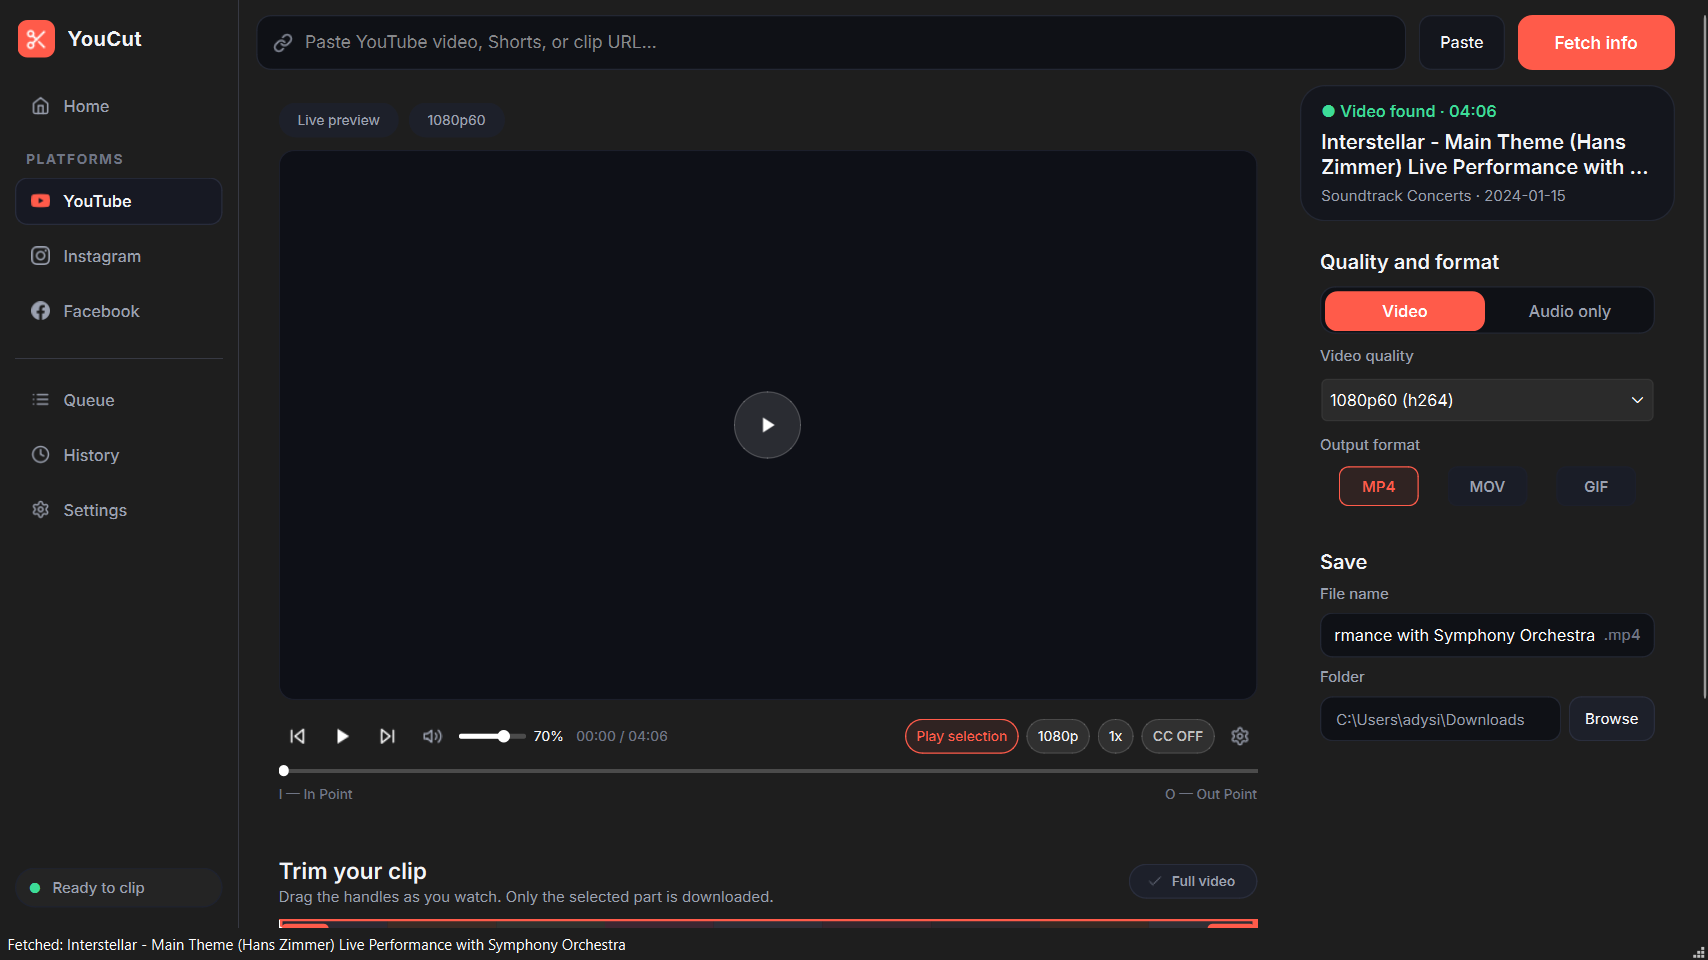 YouCut
Paste YouTube video, Shorts, or clip URL...
Paste
Fetch info
Home
PLATFORMS
YouTube
Instagram
Facebook
Queue
History
Settings
Ready to clip
Live preview
1080p60
70%
00:00 / 04:06
Play selection
1080p
1x
CC OFF
I — In Point
O — Out Point
Trim your clip
Drag the handles as you watch. Only the selected part is downloaded.
Full video
Video found · 04:06
Interstellar - Main Theme (Hans
Zimmer) Live Performance with ...
Soundtrack Concerts · 2024-01-15
Quality and format
Video
Audio only
Video quality
1080p60 (h264)
Output format
MP4
MOV
GIF
Save
File name
rmance with Symphony Orchestra .mp4
Folder
C:\Users\adysi\Downloads
Browse
Fetched: Interstellar - Main Theme (Hans Zimmer) Live Performance with Symphony Orchestra